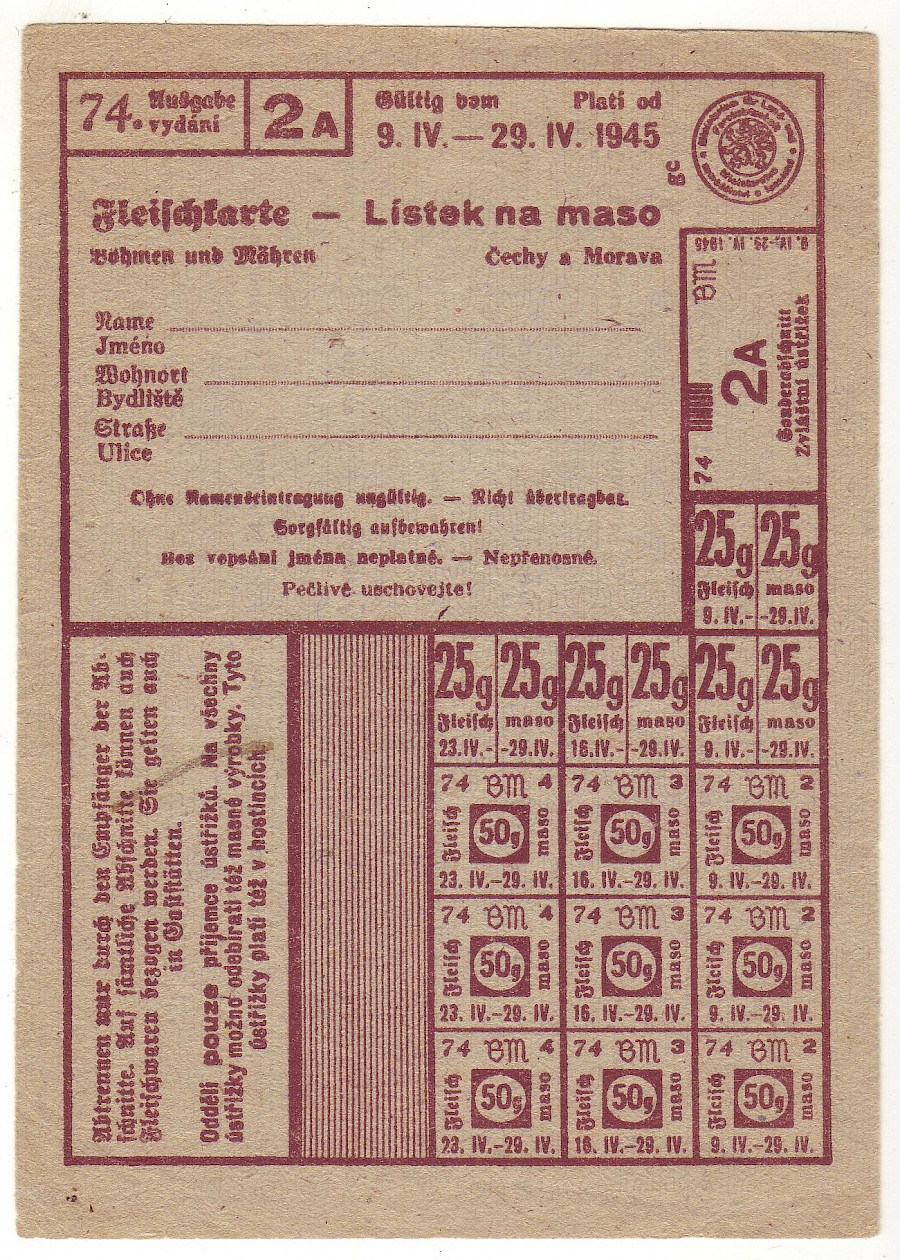 74. Ausgabe
vydání
2A
Gültig vom Platí od
9. IV.—29. IV. 1945
Fleischkarte — Lístek na maso
Böhmen und Mähren Čechy a Morava
Name
Jméno
Wohnort
Bydliště
Straße
Ulice
Ohne Namenseintragung ungültig. — Nicht übertragbar.
Sorgfältig aufbewahren!
Bez vepsání jména neplatné. — Nepřenosné.
Pečlivě uschovejte!
9. IV.-29. IV. 1945
BM
74
2A
Sonderabschnitt
Zvláštní ústřižek
25g 25g
Fleisch maso
9. IV.- -29.IV.
Abtrennen nur durch den Empfänger der Ab-
schnitte. Auf sämtliche Abschnitte können auch
Fleischwaren bezogen werden. Sie gelten auch
in Gaststätten.
Oddělí pouze příjemce ústřižků. Na všechny
ústřižky možno odebírati též masné výrobky. Tyto
ústřižky platí též v hostincích.
25g 25g 25g 25g 25g 25g
Fleisch maso Fleisch maso Fleisch maso
23.IV.- -29.IV. 16.IV.- -29.IV. 9. IV.- -29.IV.
74 BM 4 74 BM 3 74 BM 2
Fleisch 50g maso Fleisch 50g maso Fleisch 50g maso
23. IV.–29. IV. 16. IV.–29. IV. 9. IV.–29. IV.
74 BM 4 74 BM 3 74 BM 2
Fleisch 50g maso Fleisch 50g maso Fleisch 50g maso
23. IV.–29. IV. 16. IV.–29. IV. 9. IV.–29. IV.
74 BM 4 74 BM 3 74 BM 2
Fleisch 50g maso Fleisch 50g maso Fleisch 50g maso
23. IV.–29. IV. 16. IV.–29. IV. 9. IV.–29. IV.